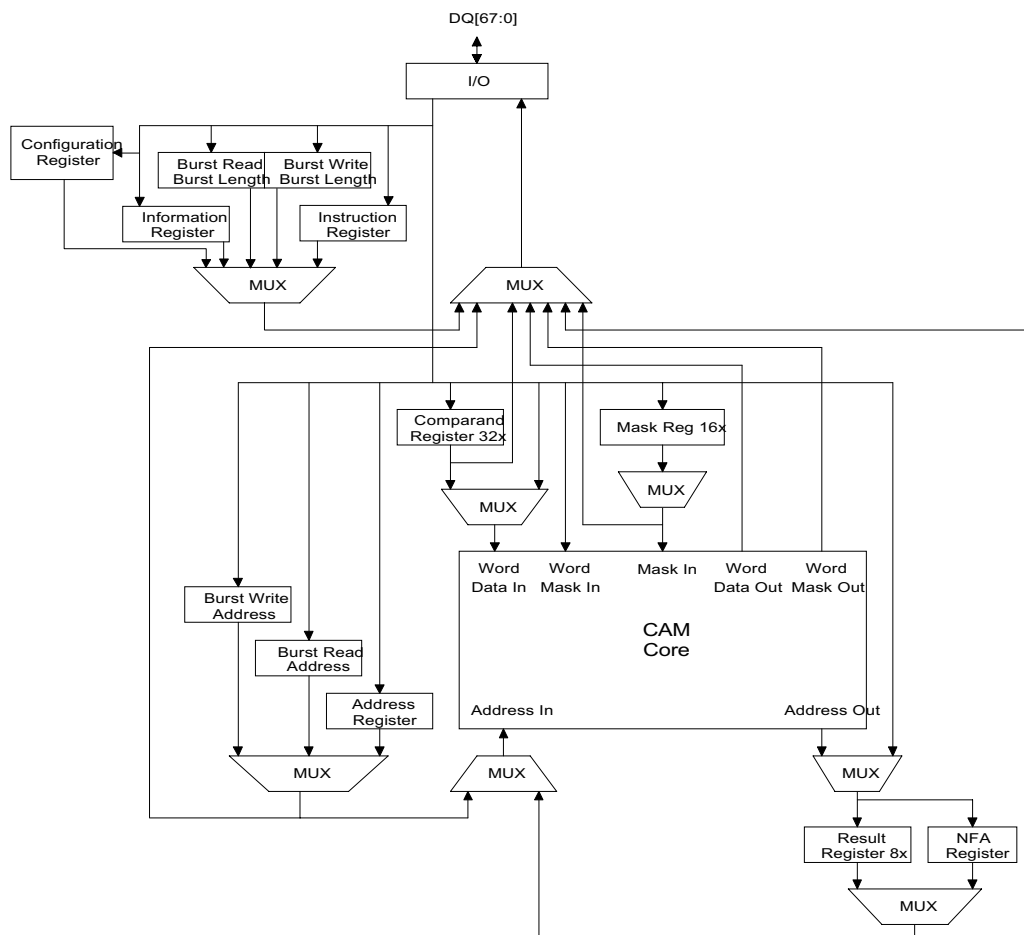 DQ[67:0]
I/O
Configuration
Register
Burst Read
Burst Length
Burst Write
Burst Length
Information
Register
Instruction
Register
MUX
MUX
Comparand
Register 32x
Mask Reg 16x
MUX
MUX
Word
Data In
Word
Mask In
Mask In
Word
Data Out
Word
Mask Out
CAM
Core
Burst Write
Address
Burst Read
Address
Address
Register
Address In
Address Out
MUX
MUX
MUX
Result
Register 8x
NFA
Register
MUX